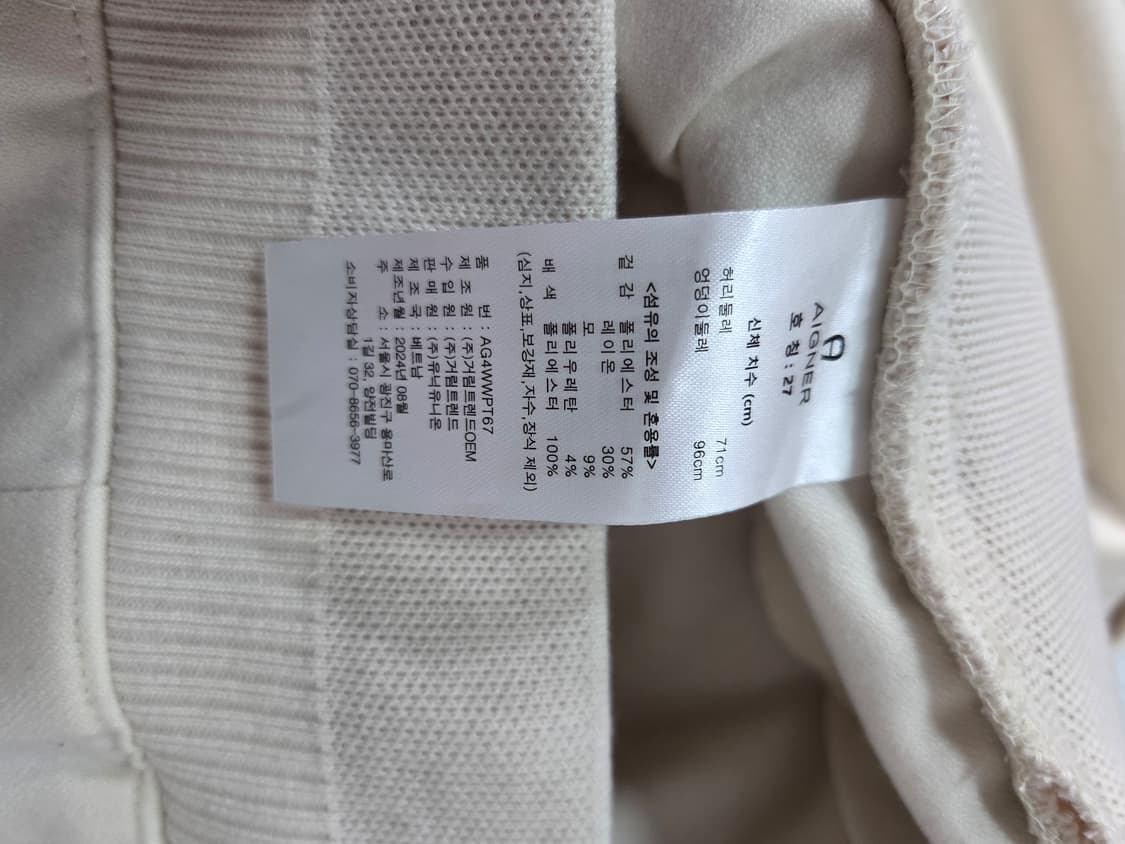 AIGNER
호 칭 : 27
신체 치수 (cm)
허리둘레 71cm
엉덩이둘레 96cm
<섬유의 조성 및 혼용률>
겉 감 폴리에스터 57%
레이온 30%
모 9%
폴리우레탄 4%
배 색 폴리에스터 100%
(심지,상표,보강재,자수,장식 제외)
품 번 : AG4WWPT67
제 조 원 : (주)거림트렌드OEM
수 입 원 : (주)거림트렌드
판 매 원 : (주)유닉유니온
제 조 국 : 베트남
제조년월 : 2024년 08월
주 소 : 서울시 광진구 용마산로
1길 32, 양전빌딩
소비자상담실 : 070-8656-3977